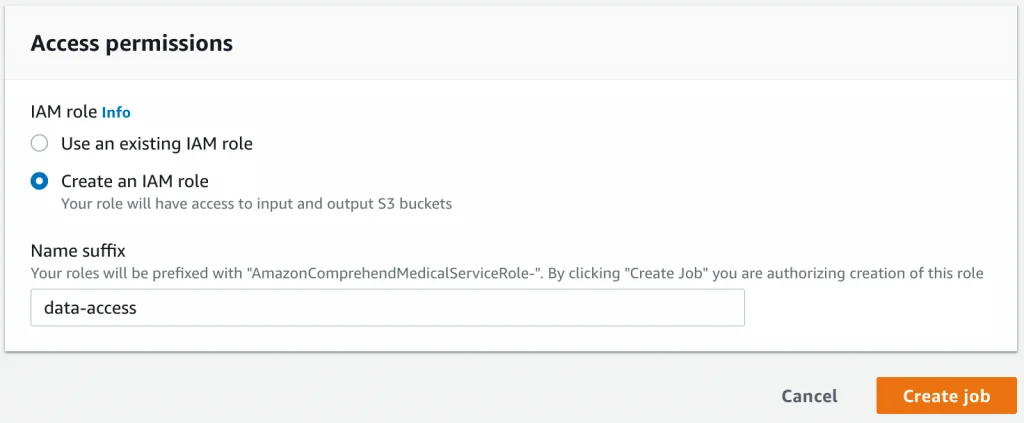 Access permissions
IAM role Info
Use an existing IAM role
Create an IAM role
Your role will have access to input and output S3 buckets
Name suffix
Your roles will be prefixed with "AmazonComprehendMedicalServiceRole-". By clicking "Create Job" you are authorizing creation of this role
data-access
Cancel Create job